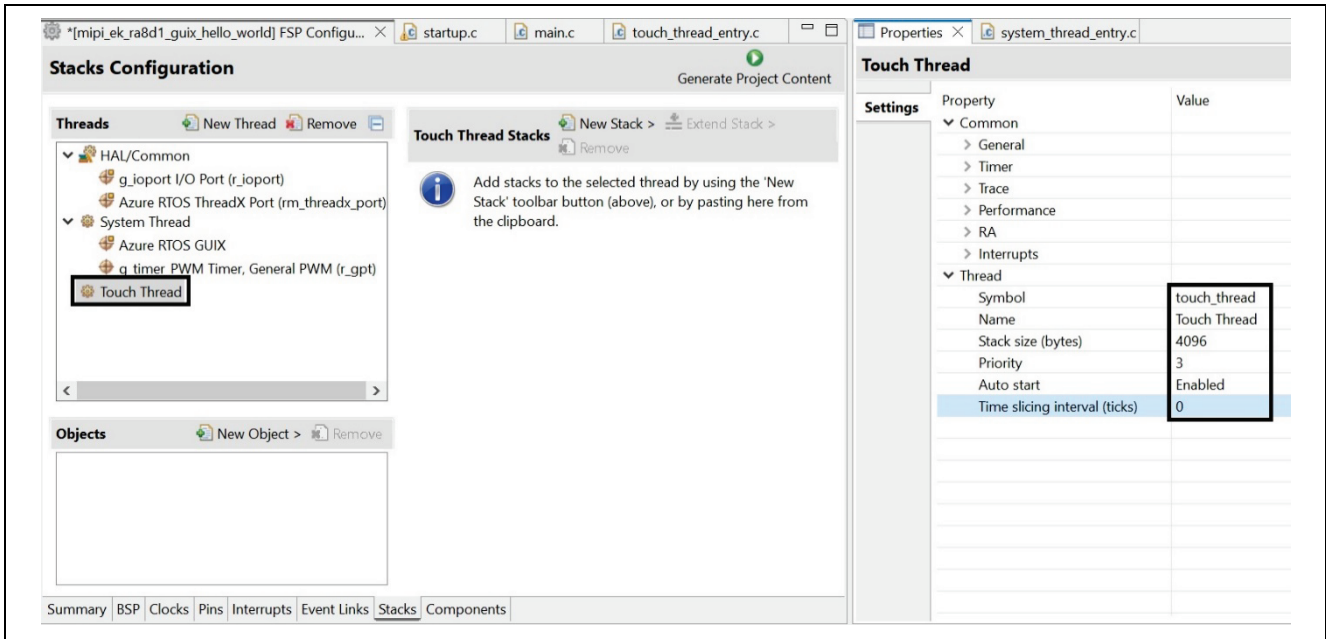 *[mipi_ek_ra8d1_guix_hello_world] FSP Configu...
startup.c
main.c
touch_thread_entry.c
Stacks Configuration
Generate Project Content
Threads
New Thread
Remove
HAL/Common
g_ioport I/O Port (r_ioport)
Azure RTOS ThreadX Port (rm_threadx_port)
System Thread
Azure RTOS GUIX
g_timer_PWM Timer, General PWM (r_gpt)
Touch Thread
Objects
New Object >
Remove
Touch Thread Stacks
New Stack >
Extend Stack >
Remove
Add stacks to the selected thread by using the 'New
Stack' toolbar button (above), or by pasting here from
the clipboard.
Summary BSP Clocks Pins Interrupts Event Links Stacks Components
Properties
system_thread_entry.c
Touch Thread
Settings
Property Value
Common
General
Timer
Trace
Performance
RA
Interrupts
Thread
Symbol touch_thread
Name Touch Thread
Stack size (bytes) 4096
Priority 3
Auto start Enabled
Time slicing interval (ticks) 0